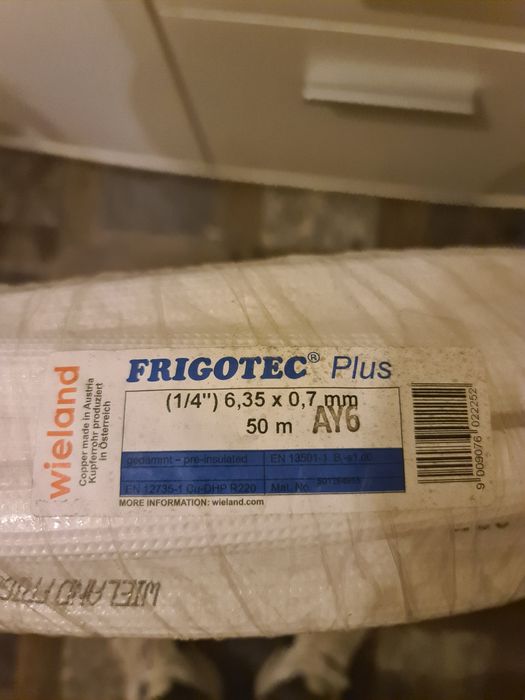 wieland
Copper made in Austria
Kupferrohr produziert
in Österreich
FRIGOTEC® Plus
(1/4") 6,35 x 0,7 mm
50 m AY6
gedämmt – pre-insulated
EN 13501-1
EN 12735-1 Cu-DHP R220
Mat. No.
MORE INFORMATION: wieland.com
9 009076 022252
WIELAND